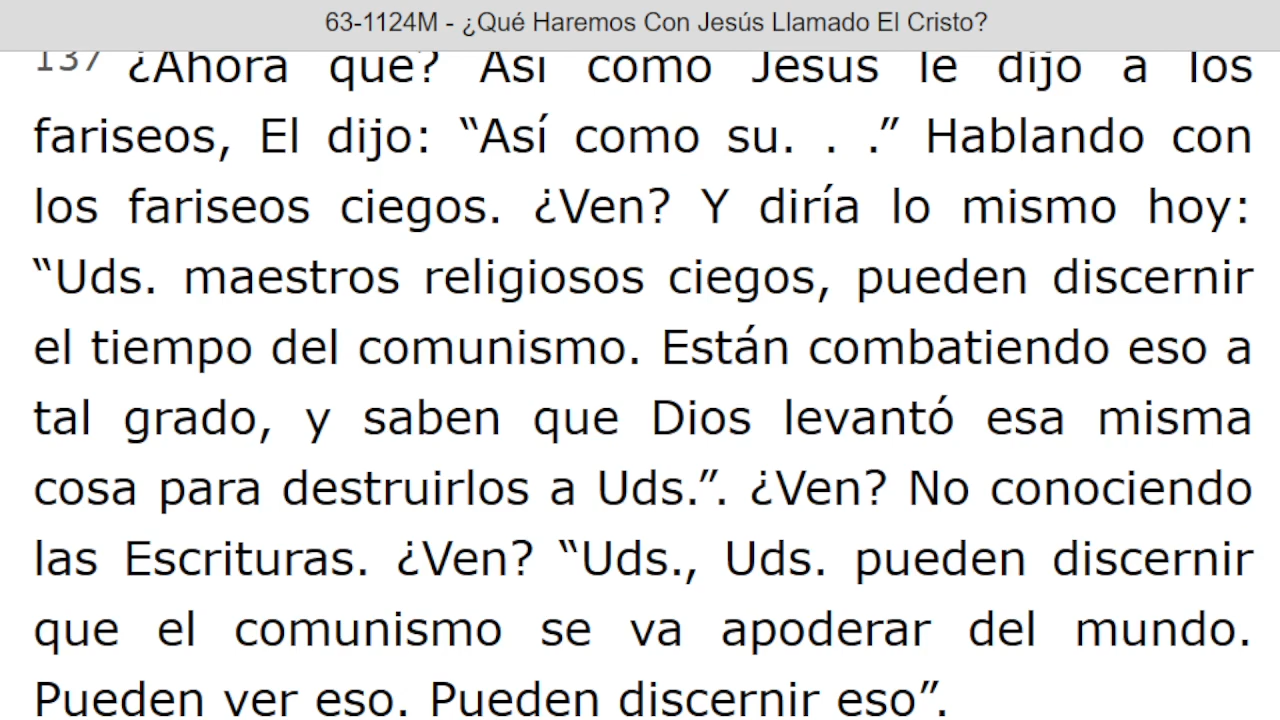 63-1124M - ¿Qué Haremos Con Jesús Llamado El Cristo?
137 ¿Ahora qué? Así como Jesús le dijo a los
fariseos, El dijo: “Así como su. . .” Hablando con
los fariseos ciegos. ¿Ven? Y diría lo mismo hoy:
“Uds. maestros religiosos ciegos, pueden discernir
el tiempo del comunismo. Están combatiendo eso a
tal grado, y saben que Dios levantó esa misma
cosa para destruirlos a Uds.”. ¿Ven? No conociendo
las Escrituras. ¿Ven? “Uds., Uds. pueden discernir
que el comunismo se va apoderar del mundo.
Pueden ver eso. Pueden discernir eso”.